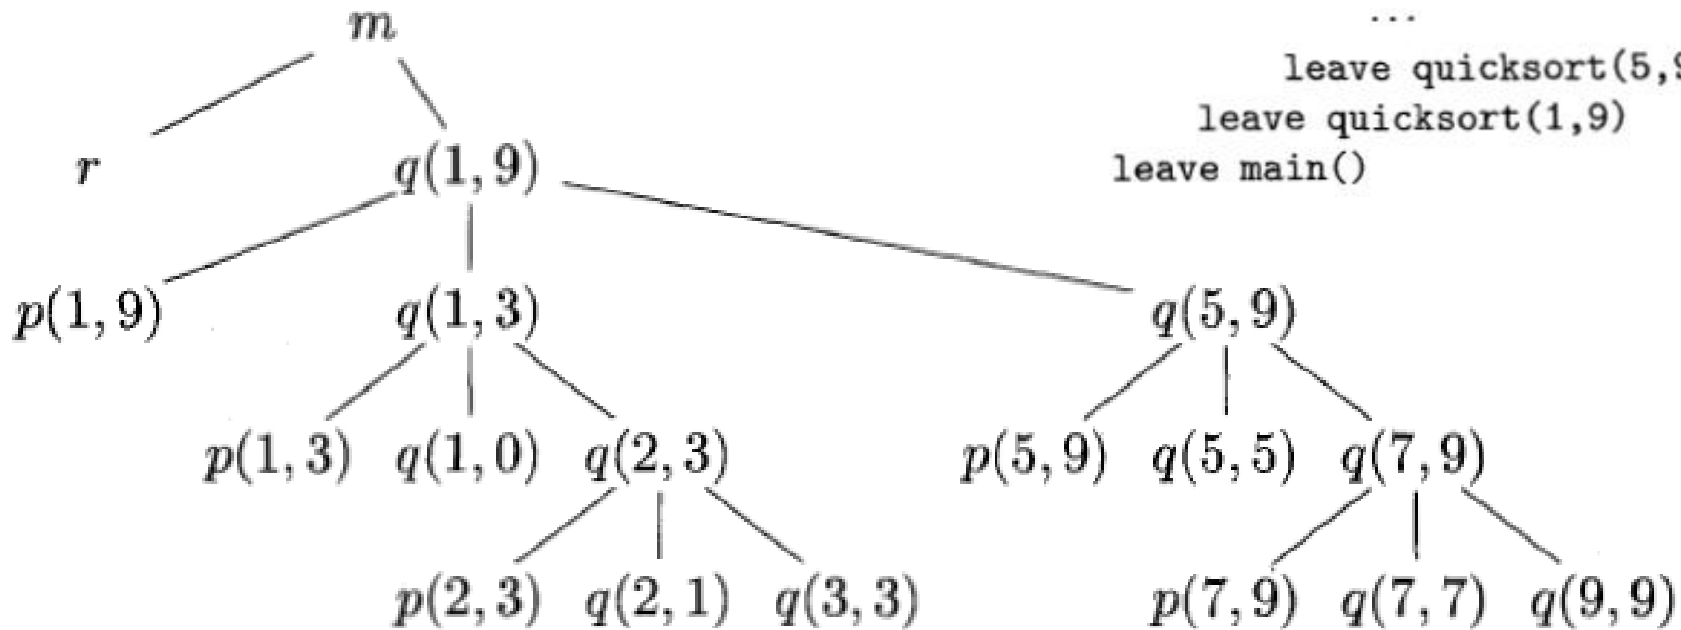 m
...
leave quicksort(5,9
leave quicksort(1,9)
leave main()
r q(1, 9)
p(1, 9) q(1, 3) q(5, 9)
p(1, 3) q(1, 0) q(2, 3) p(5, 9) q(5, 5) q(7, 9)
p(2, 3) q(2, 1) q(3, 3) p(7, 9) q(7, 7) q(9, 9)